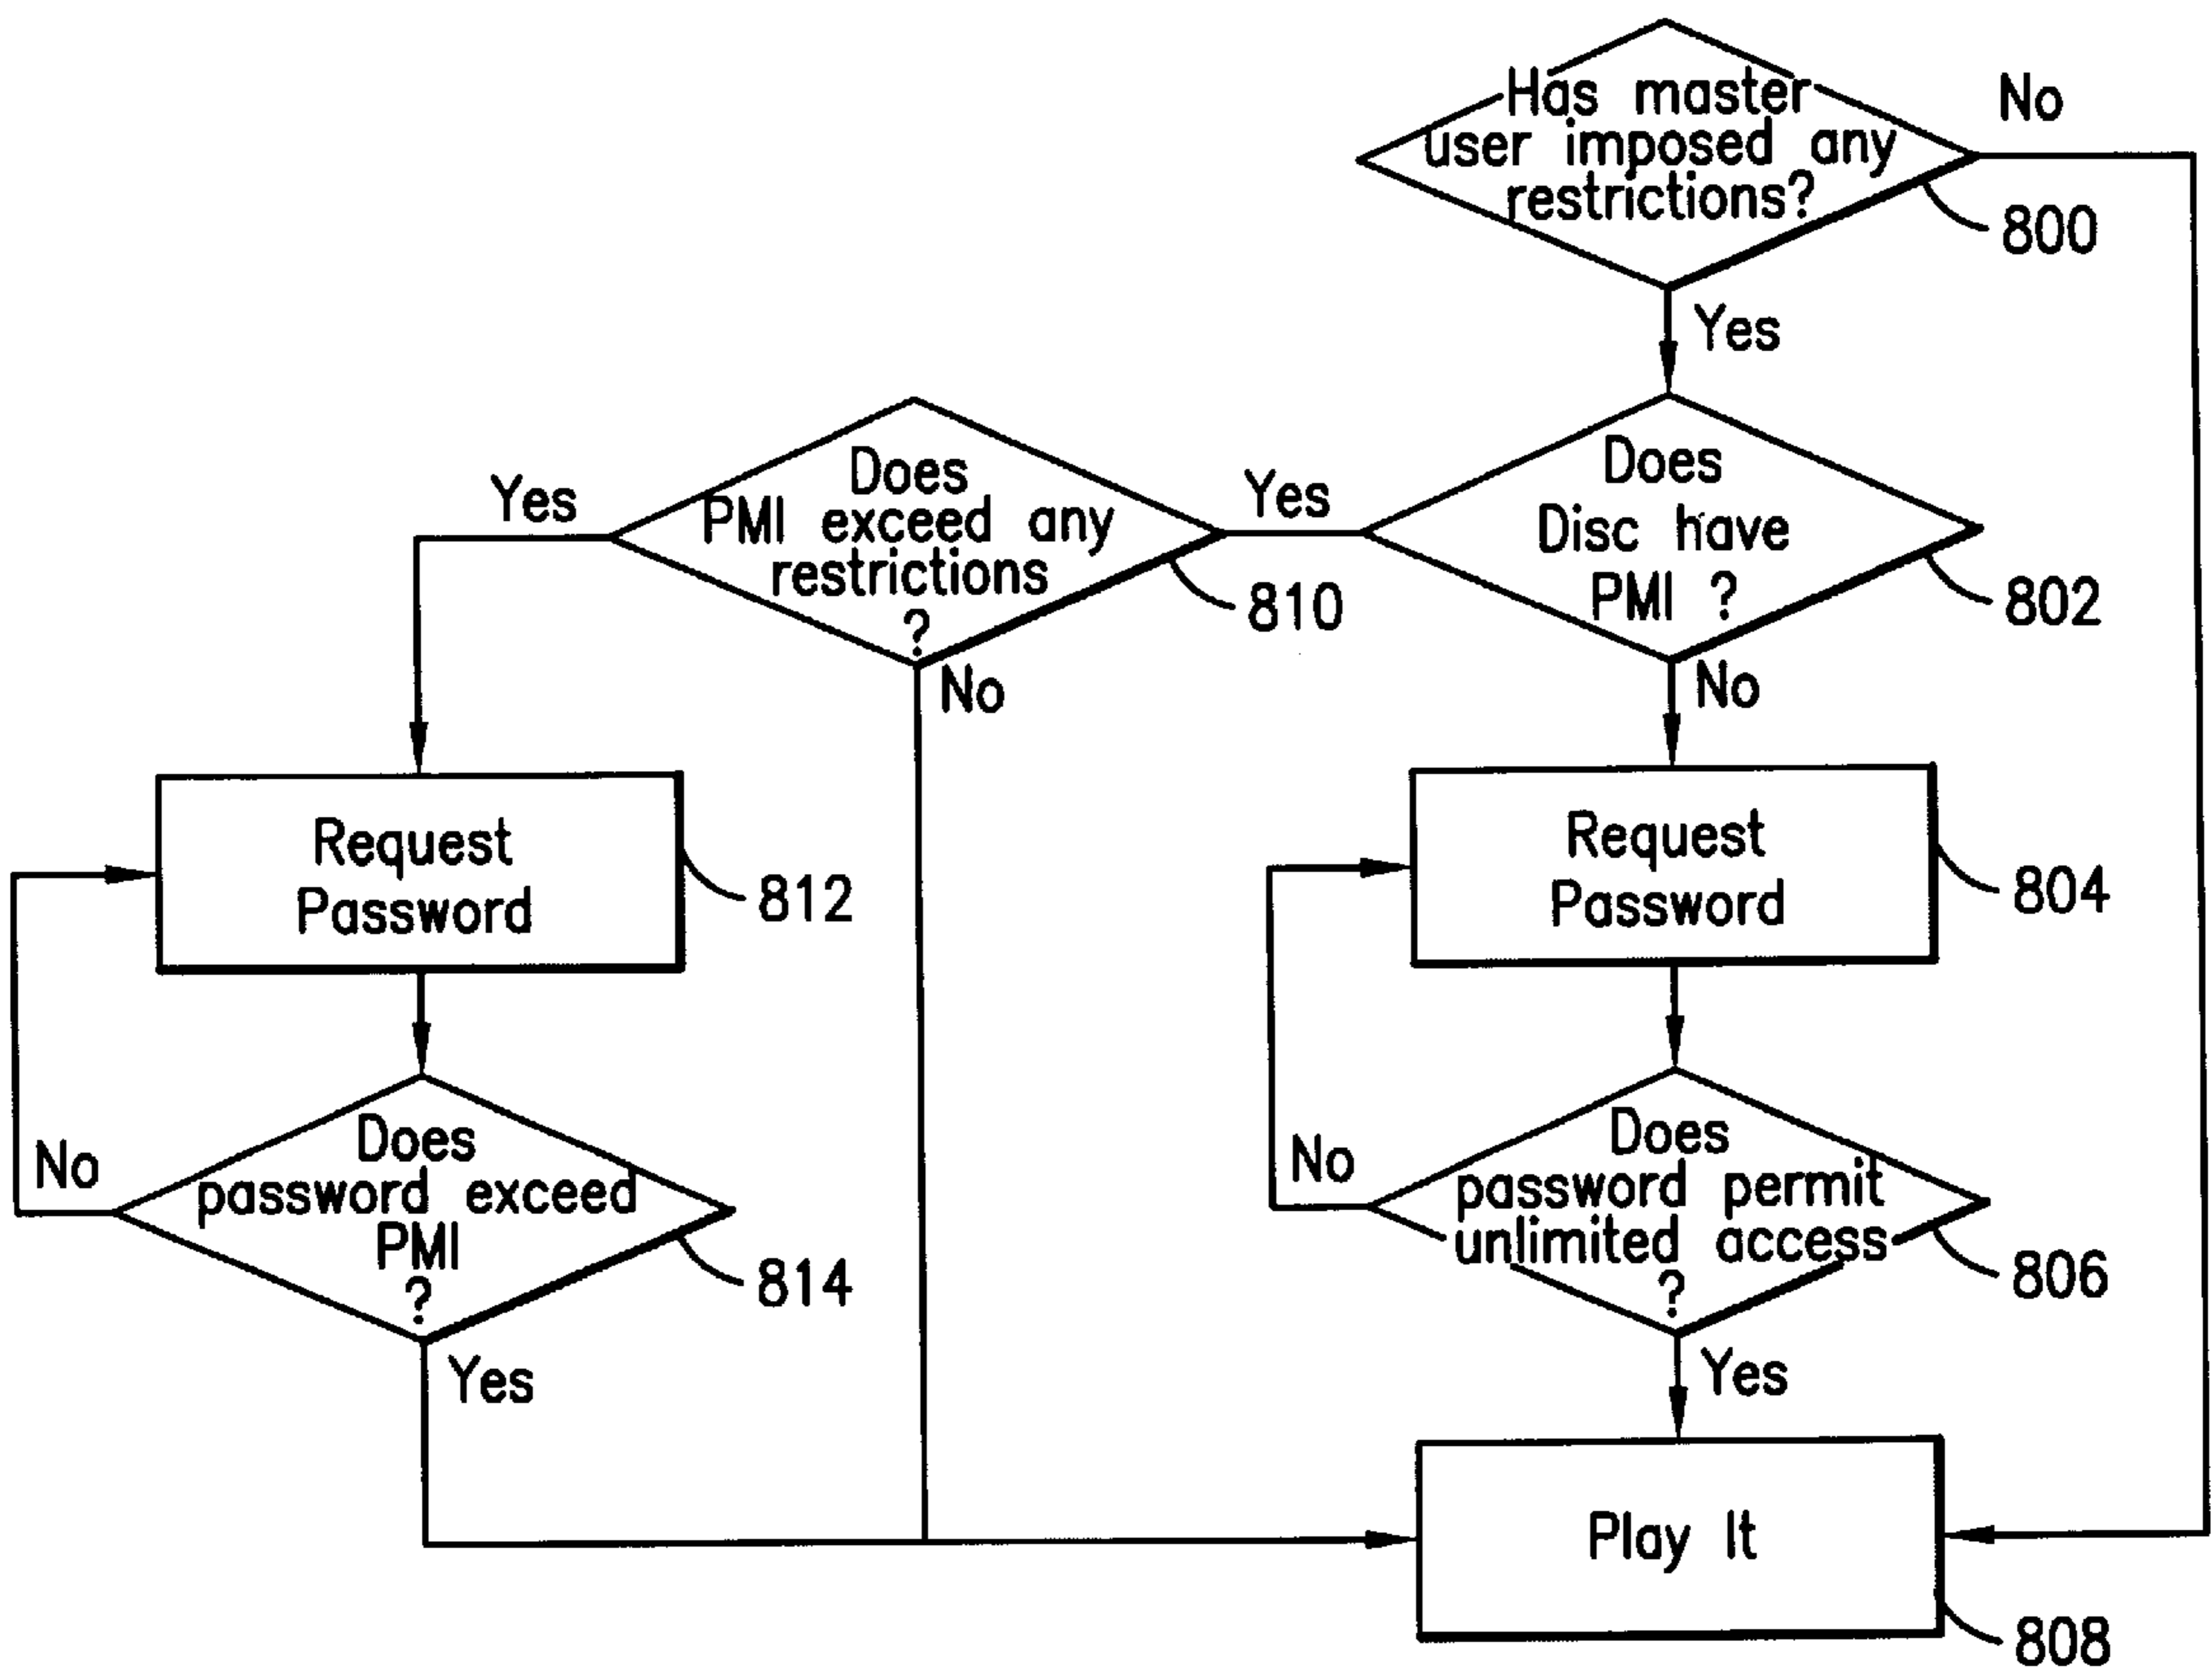 Has master
user imposed any
restrictions?
No
800
Yes
Does
Disc have
PMI ?
802
Yes
Does
PMI exceed any
restrictions
?
810
Yes
No
No
Request
Password
812
Request
Password
804
Does
password exceed
PMI
?
814
No
Yes
Does
password permit
unlimited access
?
806
No
Yes
Play It
808